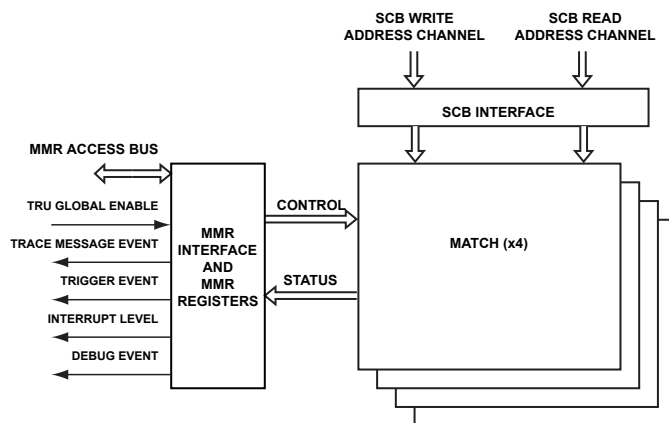 SCB WRITE
ADDRESS CHANNEL
SCB READ
ADDRESS CHANNEL
SCB INTERFACE
MMR ACCESS BUS
TRU GLOBAL ENABLE
TRACE MESSAGE EVENT
TRIGGER EVENT
INTERRUPT LEVEL
DEBUG EVENT
MMR
INTERFACE
AND
MMR
REGISTERS
CONTROL
STATUS
MATCH (x4)